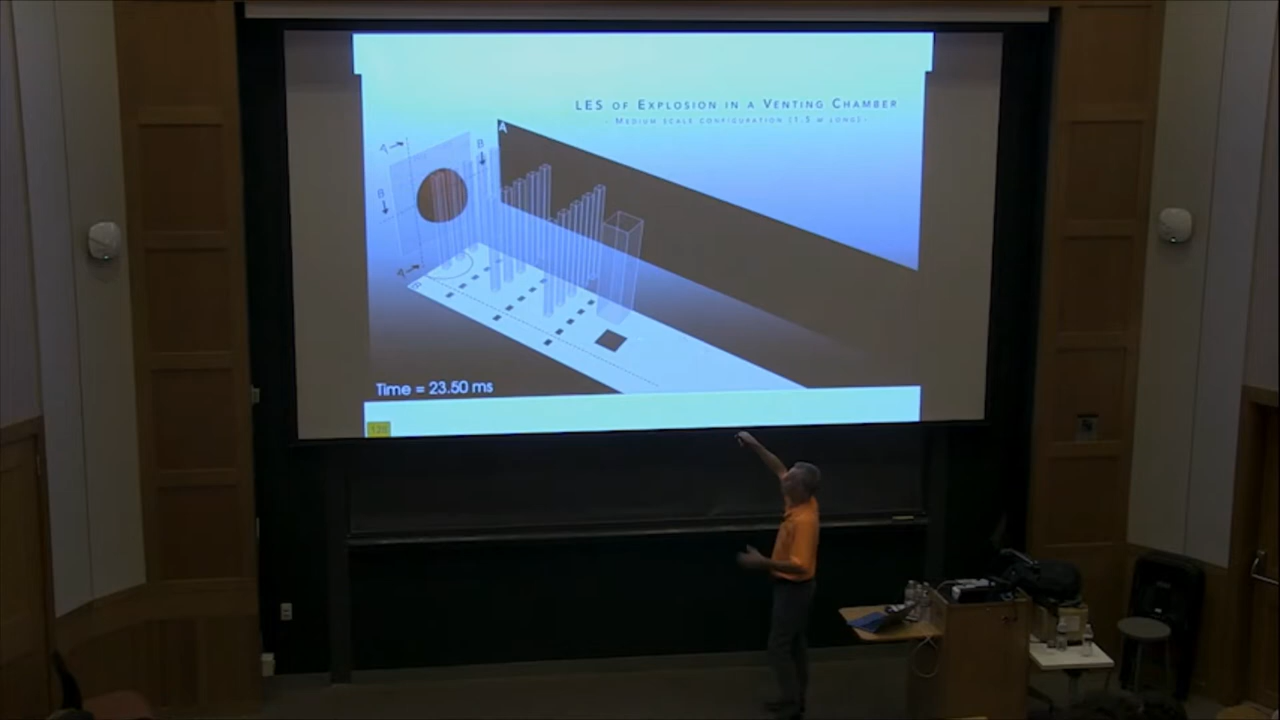 LES OF EXPLOSION IN A VENTING CHAMBER
- MEDIUM SCALE CONFIGURATION (1.5 M LONG) -
A
B
A
B
A
B
Time = 23.50 ms